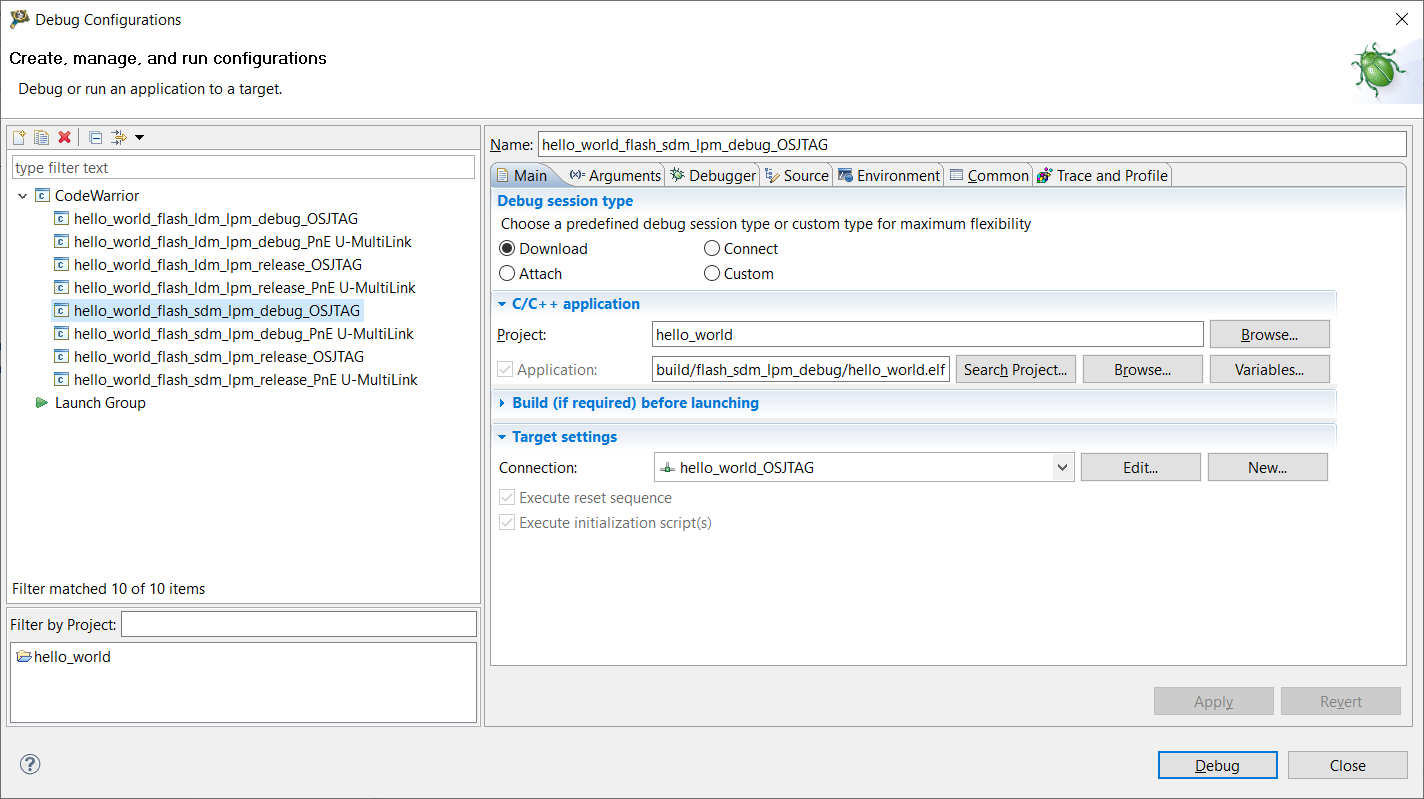 Debug Configurations
Create, manage, and run configurations
Debug or run an application to a target.
type filter text
CodeWarrior
hello_world_flash_ldm_lpm_debug_OSJTAG
hello_world_flash_ldm_lpm_debug_PnE U-MultiLink
hello_world_flash_ldm_lpm_release_OSJTAG
hello_world_flash_ldm_lpm_release_PnE U-MultiLink
hello_world_flash_sdm_lpm_debug_OSJTAG
hello_world_flash_sdm_lpm_debug_PnE U-MultiLink
hello_world_flash_sdm_lpm_release_OSJTAG
hello_world_flash_sdm_lpm_release_PnE U-MultiLink
Launch Group
Filter matched 10 of 10 items
Filter by Project:
hello_world
Name: hello_world_flash_sdm_lpm_debug_OSJTAG
Main (x)= Arguments Debugger Source Environment Common Trace and Profile
Debug session type
Choose a predefined debug session type or custom type for maximum flexibility
Download Connect
Attach Custom
C/C++ application
Project: hello_world Browse...
Application: build/flash_sdm_lpm_debug/hello_world.elf Search Project... Browse... Variables...
Build (if required) before launching
Target settings
Connection: hello_world_OSJTAG Edit... New...
Execute reset sequence
Execute initialization script(s)
Apply Revert
? Debug Close